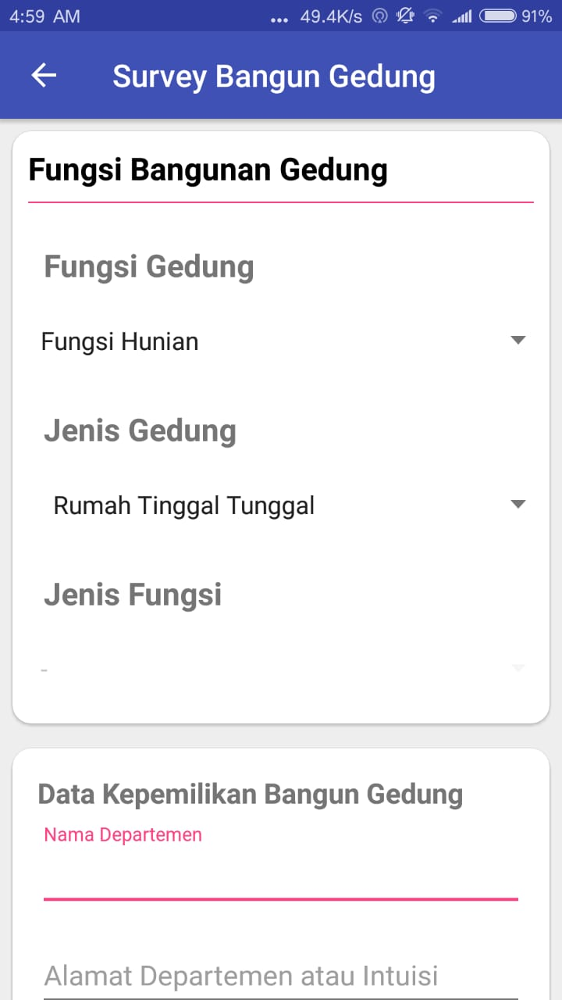 4:59 AM ... 49.4K/s 91%
Survey Bangun Gedung
Fungsi Bangunan Gedung
Fungsi Gedung
Fungsi Hunian
Jenis Gedung
Rumah Tinggal Tunggal
Jenis Fungsi
-
Data Kepemilikan Bangun Gedung
Nama Departemen
Alamat Departemen atau Intuisi